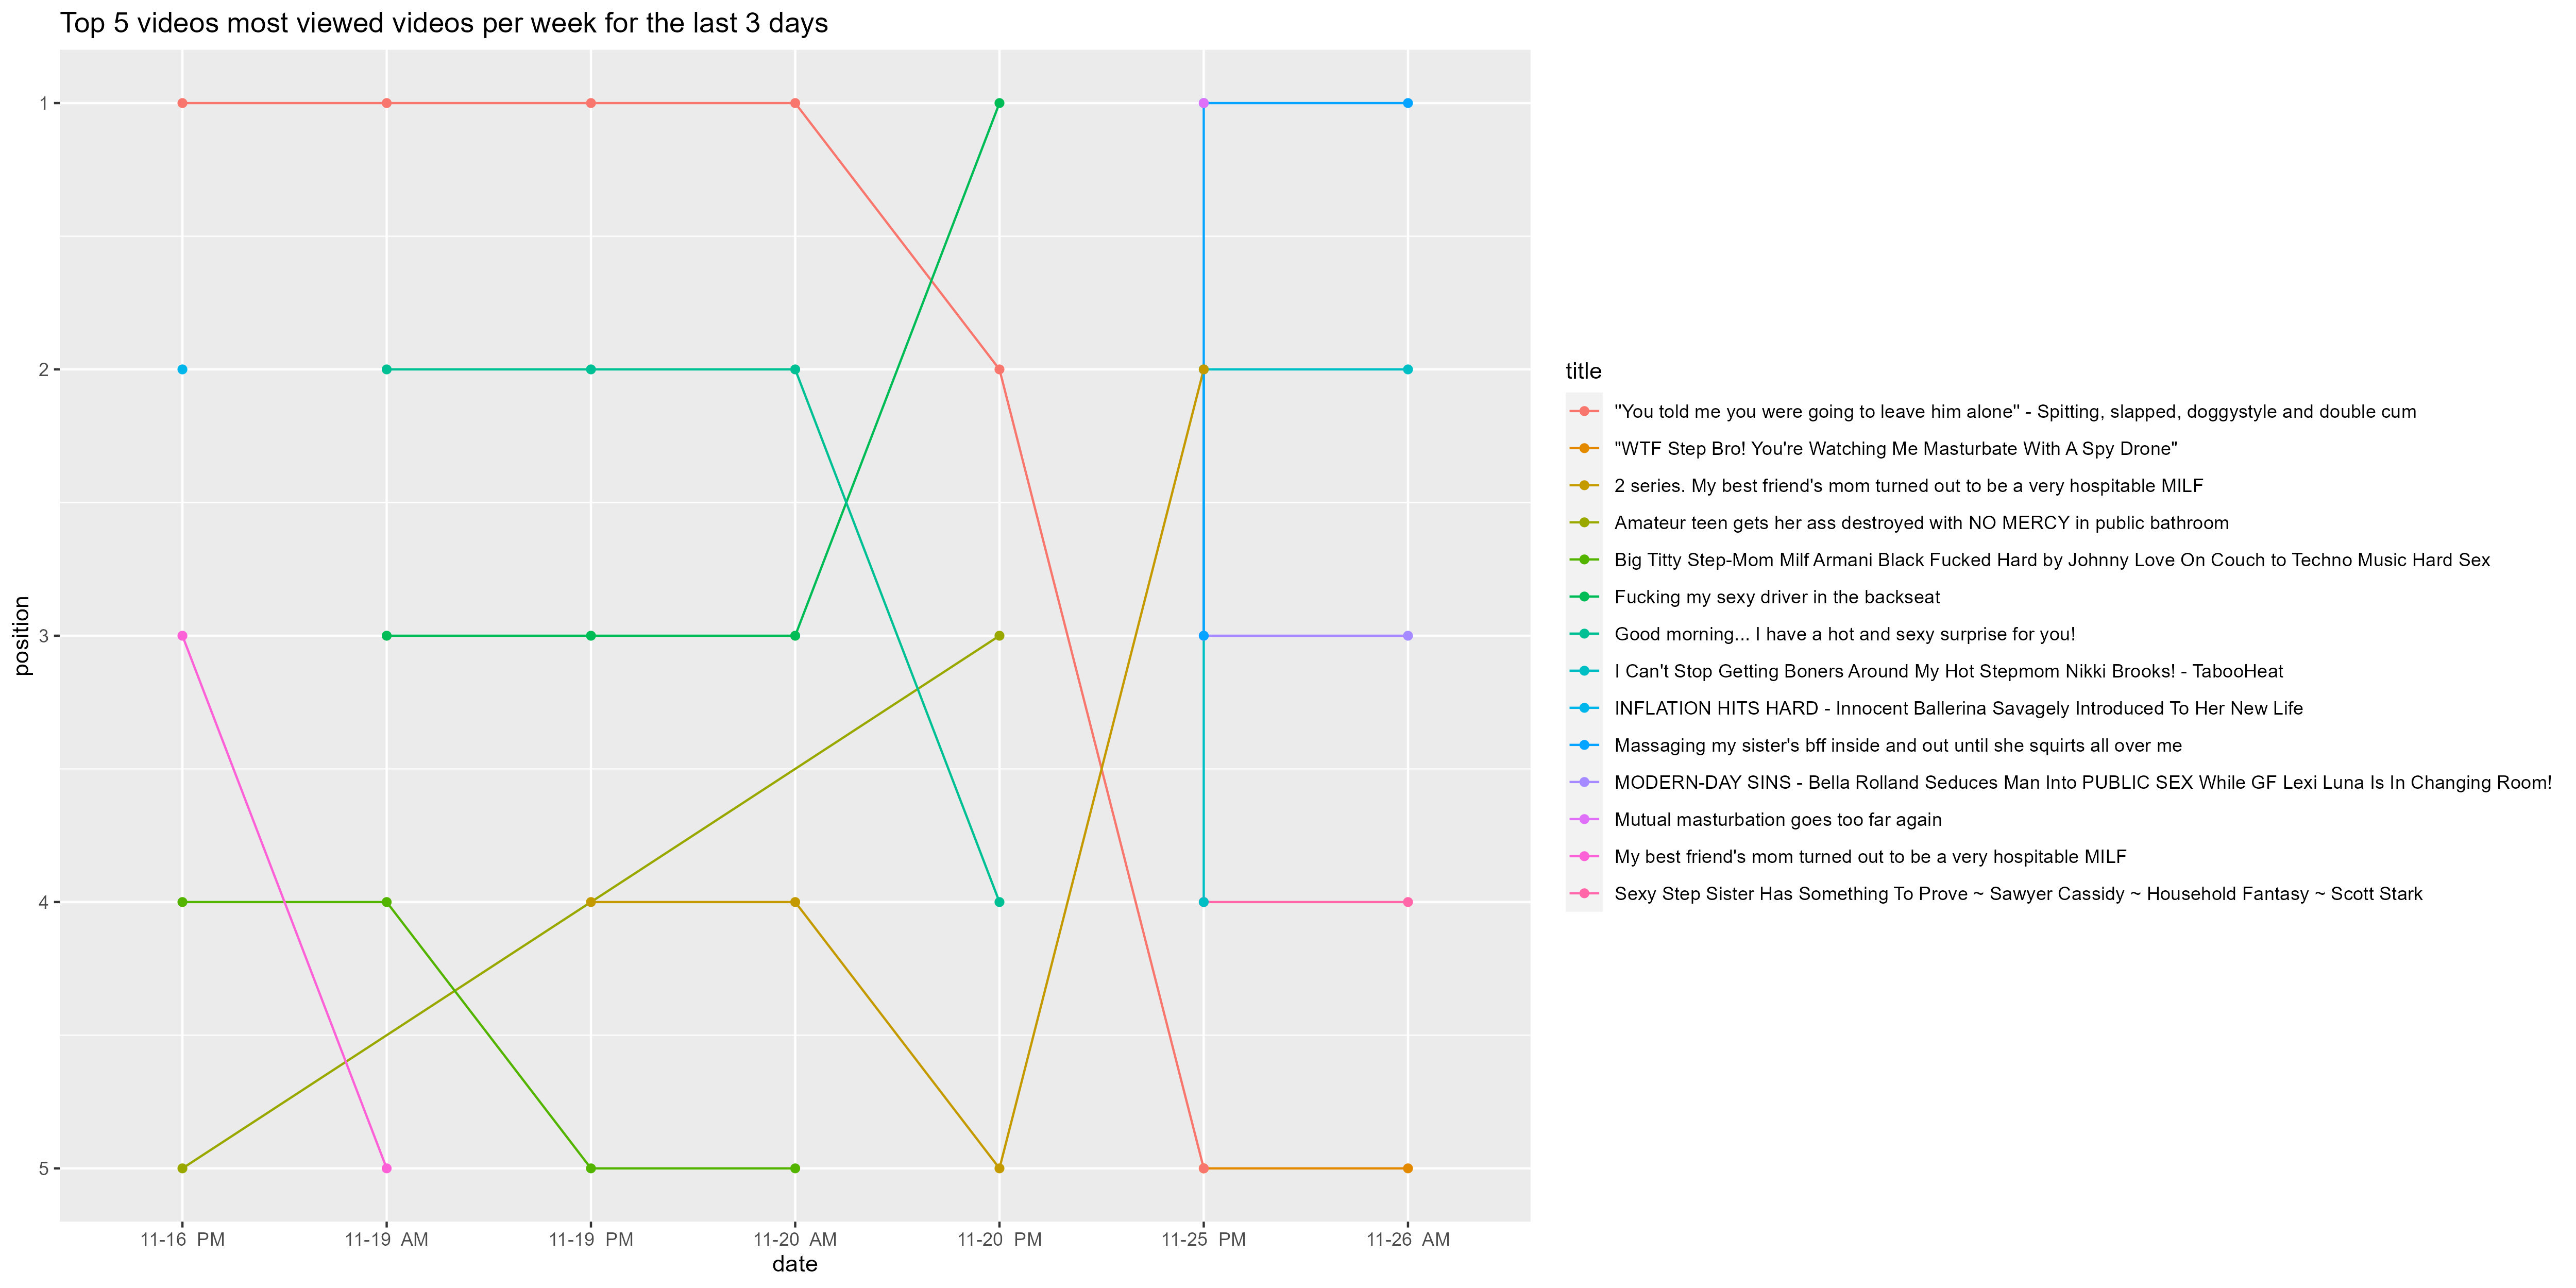 Top 5 videos most viewed videos per week for the last 3 days
1
2
3
4
5
position
11-16 PM
11-19 AM
11-19 PM
11-20 AM
11-20 PM
11-25 PM
11-26 AM
date
title
"You told me you were going to leave him alone" - Spitting, slapped, doggystyle and double cum
"WTF Step Bro! You're Watching Me Masturbate With A Spy Drone"
2 series. My best friend's mom turned out to be a very hospitable MILF
Amateur teen gets her ass destroyed with NO MERCY in public bathroom
Big Titty Step-Mom Milf Armani Black Fucked Hard by Johnny Love On Couch to Techno Music Hard Sex
Fucking my sexy driver in the backseat
Good morning... I have a hot and sexy surprise for you!
I Can't Stop Getting Boners Around My Hot Stepmom Nikki Brooks! - TabooHeat
INFLATION HITS HARD - Innocent Ballerina Savagely Introduced To Her New Life
Massaging my sister's bff inside and out until she squirts all over me
MODERN-DAY SINS - Bella Rolland Seduces Man Into PUBLIC SEX While GF Lexi Luna Is In Changing Room!
Mutual masturbation goes too far again
My best friend's mom turned out to be a very hospitable MILF
Sexy Step Sister Has Something To Prove ~ Sawyer Cassidy ~ Household Fantasy ~ Scott Stark